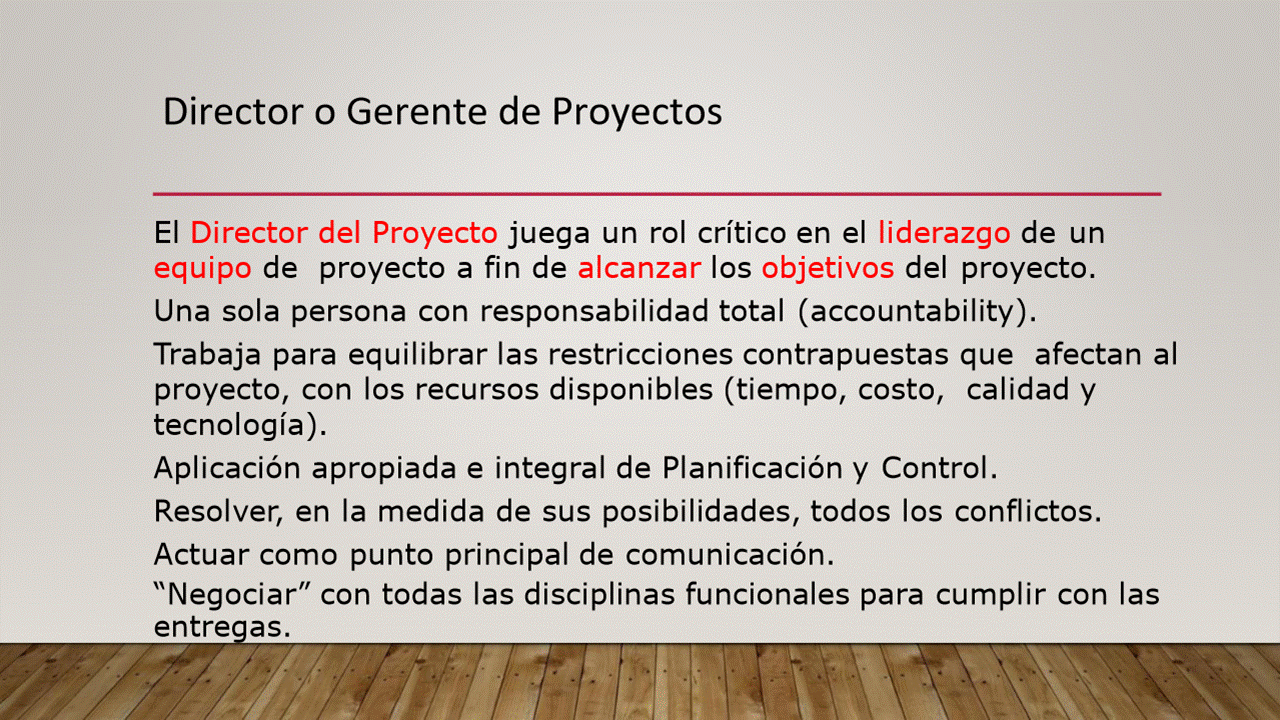 Director o Gerente de Proyectos
El Director del Proyecto juega un rol crítico en el liderazgo de un
equipo de  proyecto a fin de alcanzar los objetivos del proyecto.
Una sola persona con responsabilidad total (accountability).
Trabaja para equilibrar las restricciones contrapuestas que  afectan al
proyecto, con los recursos disponibles (tiempo, costo,  calidad y
tecnología).
Aplicación apropiada e integral de Planificación y Control.
Resolver, en la medida de sus posibilidades, todos los conflictos.
Actuar como punto principal de comunicación.
“Negociar” con todas las disciplinas funcionales para cumplir con las
entregas.